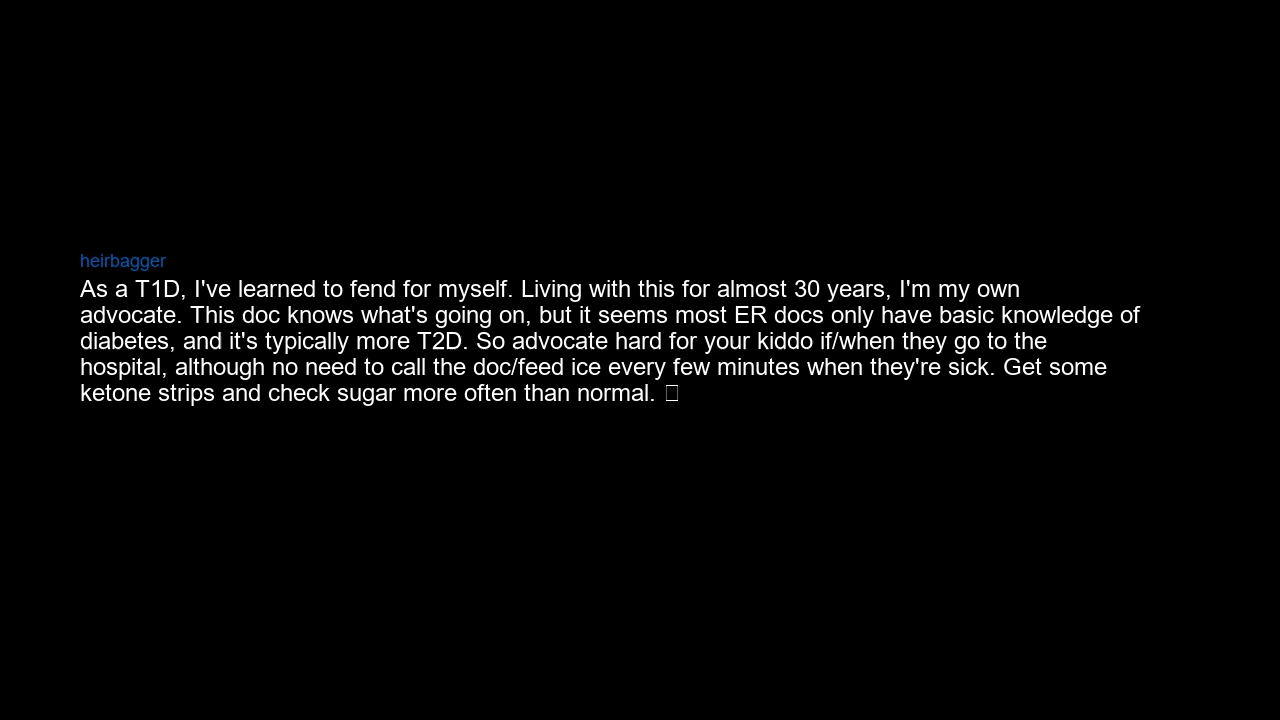 heirbagger
As a T1D, I've learned to fend for myself. Living with this for almost 30 years, I'm my own
advocate. This doc knows what's going on, but it seems most ER docs only have basic knowledge of
diabetes, and it's typically more T2D. So advocate hard for your kiddo if/when they go to the
hospital, although no need to call the doc/feed ice every few minutes when they're sick. Get some
ketone strips and check sugar more often than normal.